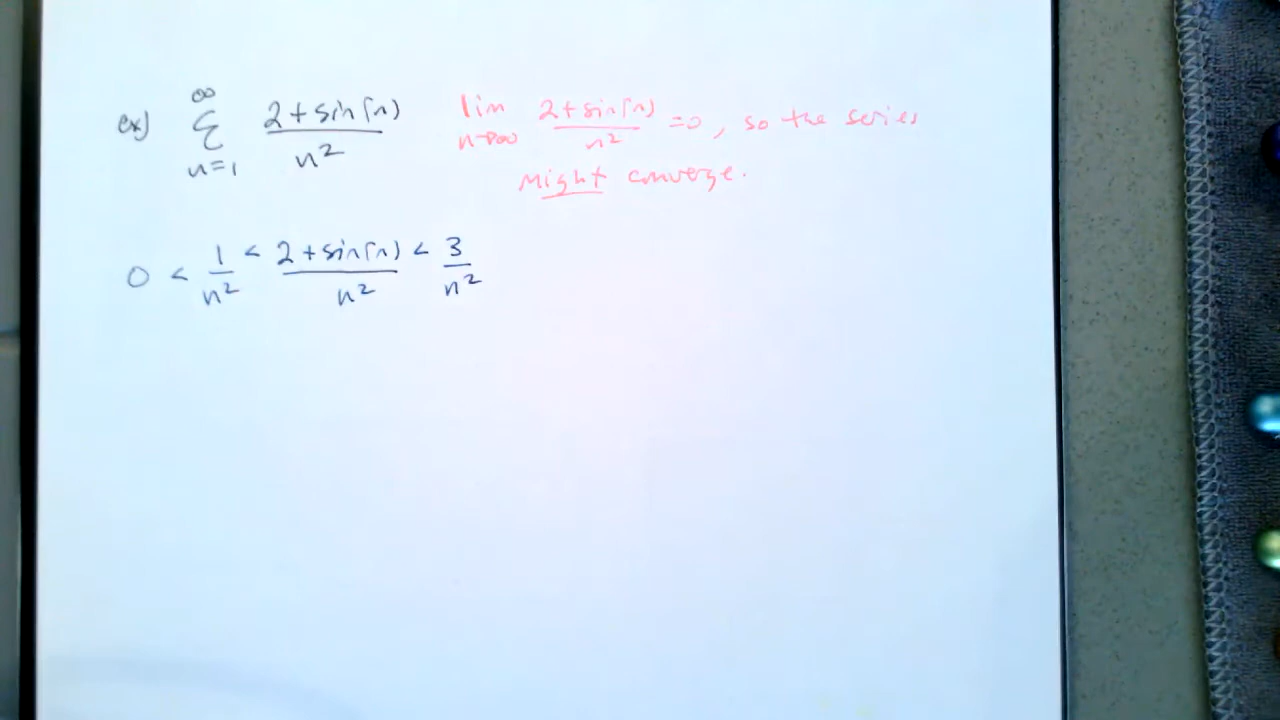 ex) ∞ Σ n=1 2+sin(n) / n² lim n→∞ 2+sin(n) / n² =0, so the series
might converge.
0 < 1/n² < 2+sin(n) / n² < 3/n²